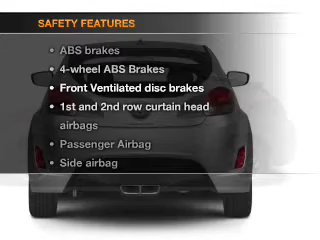 SAFETY FEATURES
• ABS brakes
• 4-wheel ABS Brakes
• Front Ventilated disc brakes
• 1st and 2nd row curtain head
airbags
• Passenger Airbag
• Side airbag